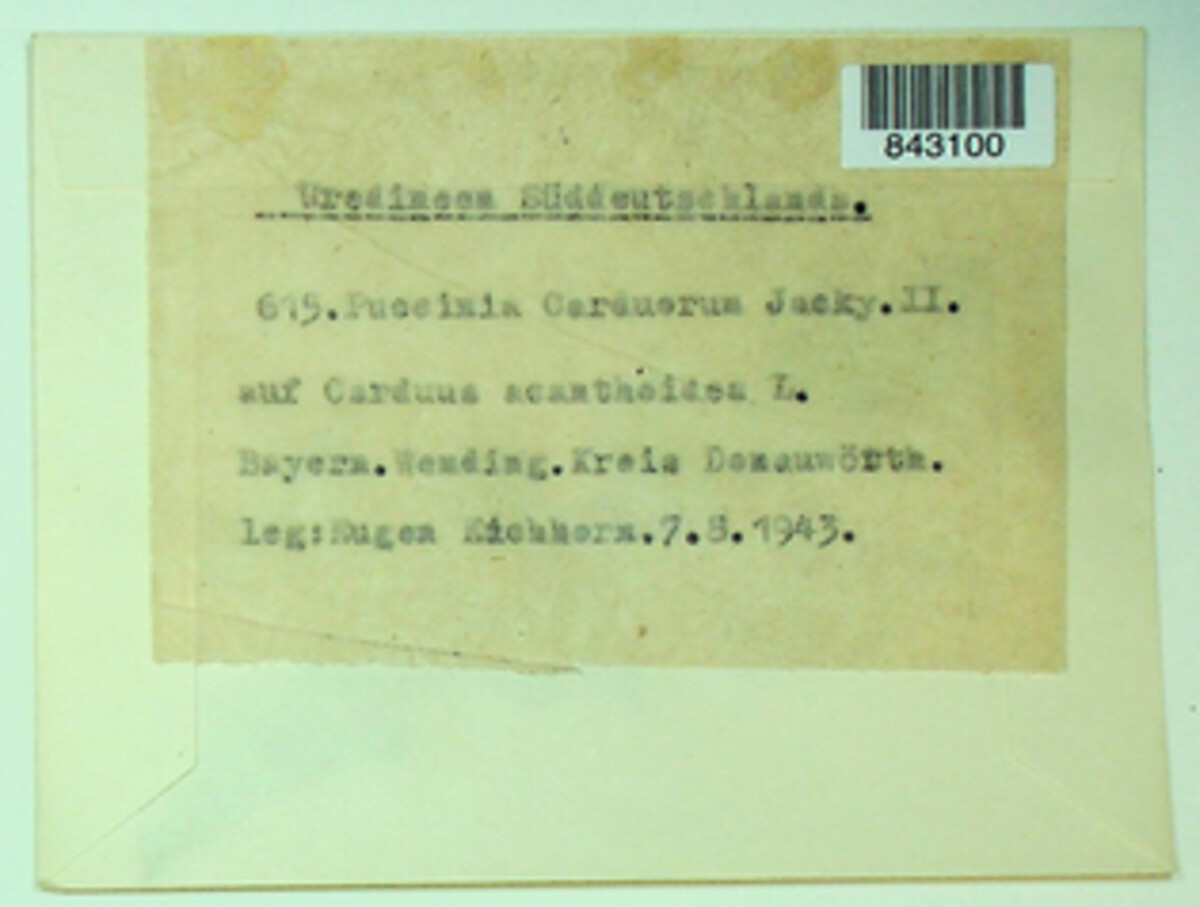 843100
Uredineen Süddeutschlands.
615.Puccinia Carduorum Jacky.II.
auf Carduus acanthoides L.
Bayern.Wemding.Kreis Donauwörth.
leg:Eugen Eichhorn.7.8.1943.